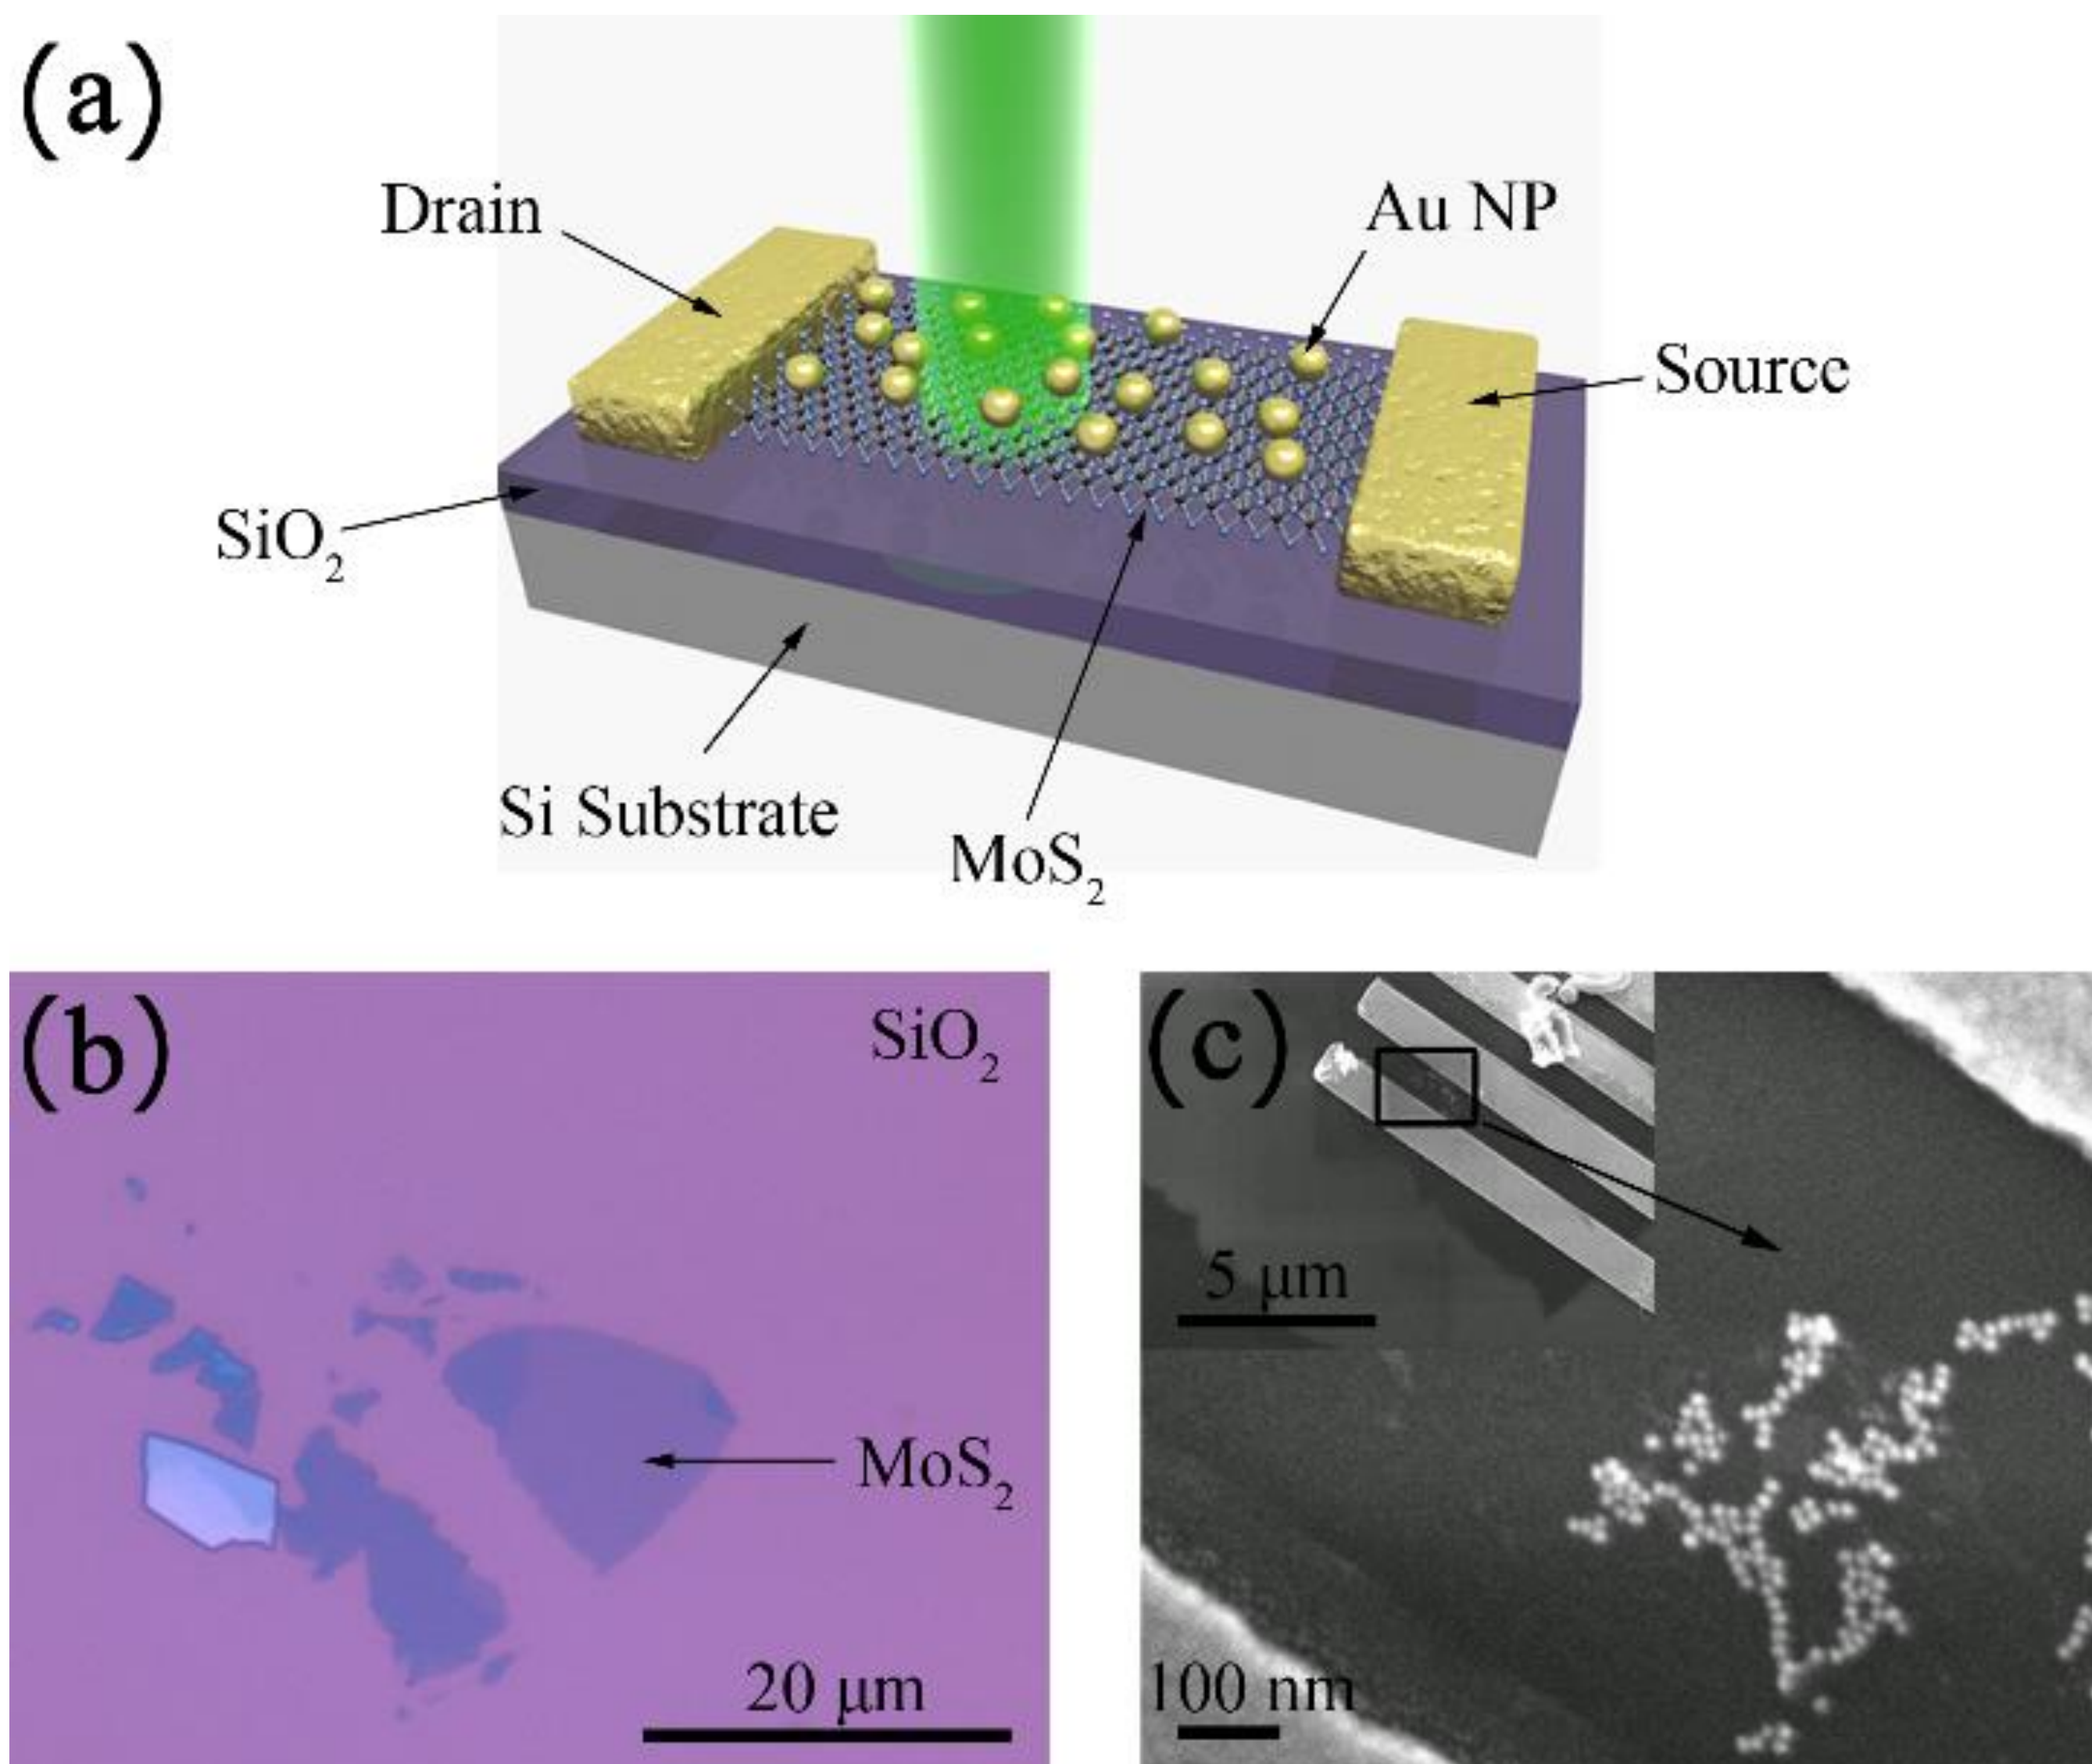 (a)
Drain
Au NP
Source
SiO₂
Si Substrate
MoS₂
(b)
SiO₂
MoS₂
20 μm
(c)
5 μm
100 nm